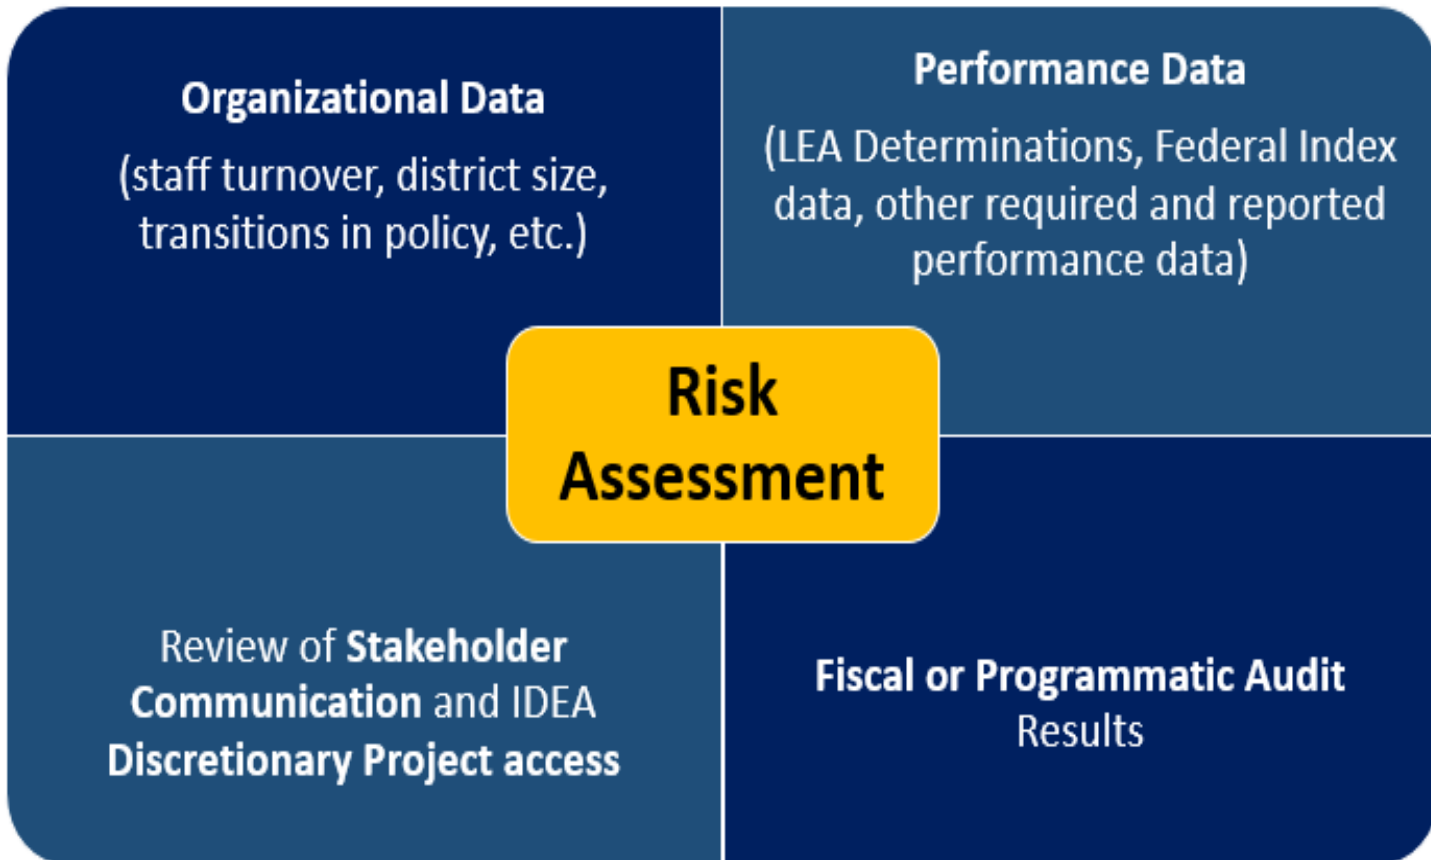 Organizational Data
(staff turnover, district size,
transitions in policy, etc.)
Performance Data
(LEA Determinations, Federal Index
data, other required and reported
performance data)
Risk
Assessment
Review of Stakeholder
Communication and IDEA
Discretionary Project access
Fiscal or Programmatic Audit
Results